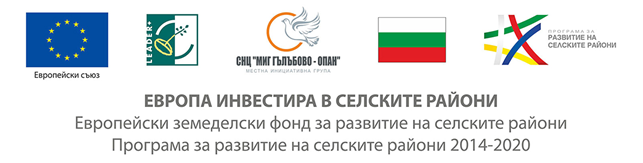 Европейски съюз
LEADER+
СНЦ "МИГ ГЪЛЪБОВО - ОПАН"
МЕСТНА ИНИЦИАТИВНА ГРУПА
ПРОГРАМА ЗА
РАЗВИТИЕ НА
СЕЛСКИТЕ РАЙОНИ
ЕВРОПА ИНВЕСТИРА В СЕЛСКИТЕ РАЙОНИ
Европейски земеделски фонд за развитие на селските райони
Програма за развитие на селските райони 2014-2020